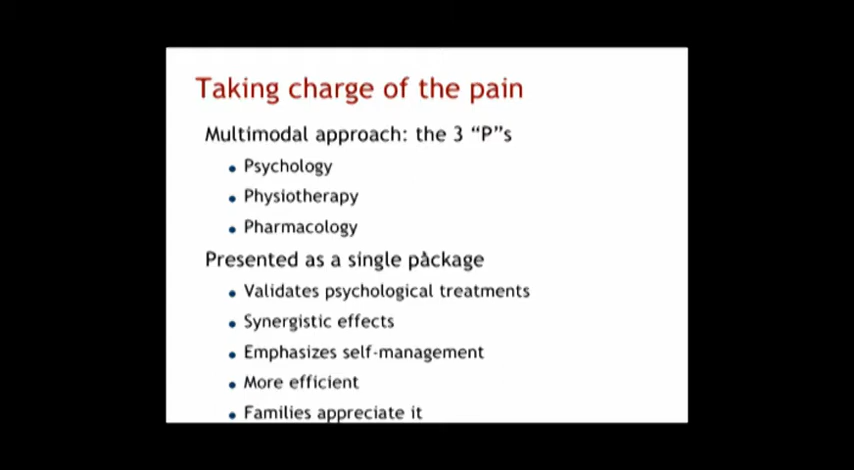 Taking charge of the pain
Multimodal approach: the 3 “P”s
• Psychology
• Physiotherapy
• Pharmacology
Presented as a single package
• Validates psychological treatments
• Synergistic effects
• Emphasizes self-management
• More efficient
• Families appreciate it